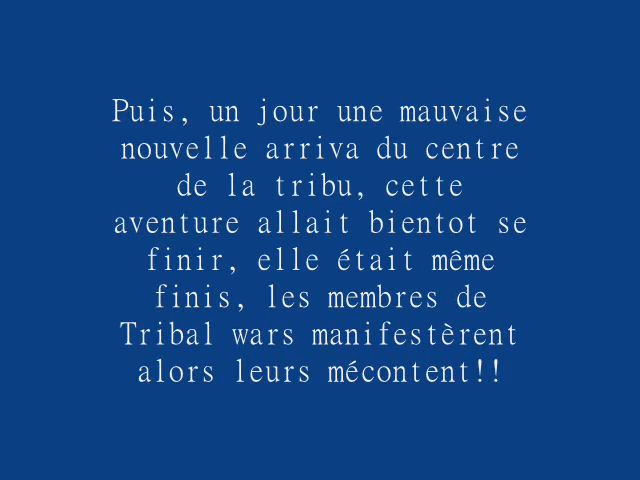 Puis, un jour une mauvaise
nouvelle arriva du centre
de la tribu, cette
aventure allait bientot se
finir, elle était même
finis, les membres de
Tribal wars manifestèrent
alors leurs mécontent!!